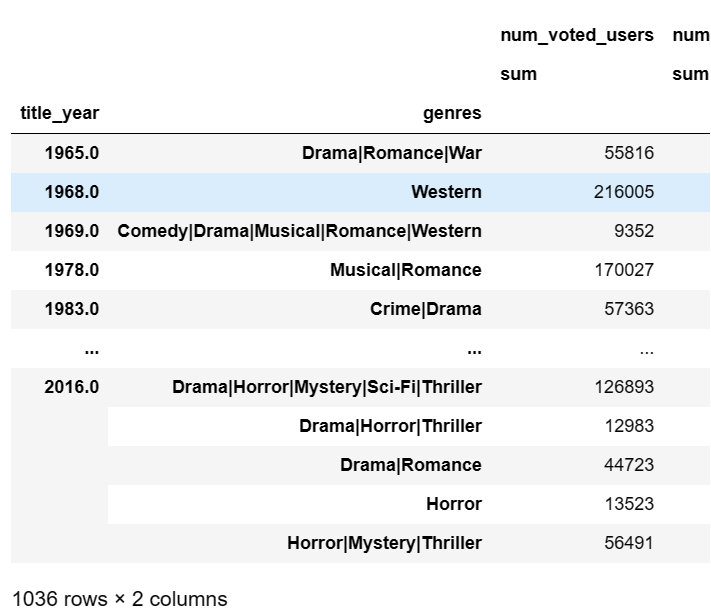 num_voted_users num
sum sum
title_year genres
1965.0 Drama|Romance|War 55816
1968.0 Western 216005
1969.0 Comedy|Drama|Musical|Romance|Western 9352
1978.0 Musical|Romance 170027
1983.0 Crime|Drama 57363
... ... ...
2016.0 Drama|Horror|Mystery|Sci-Fi|Thriller 126893
Drama|Horror|Thriller 12983
Drama|Romance 44723
Horror 13523
Horror|Mystery|Thriller 56491
1036 rows × 2 columns